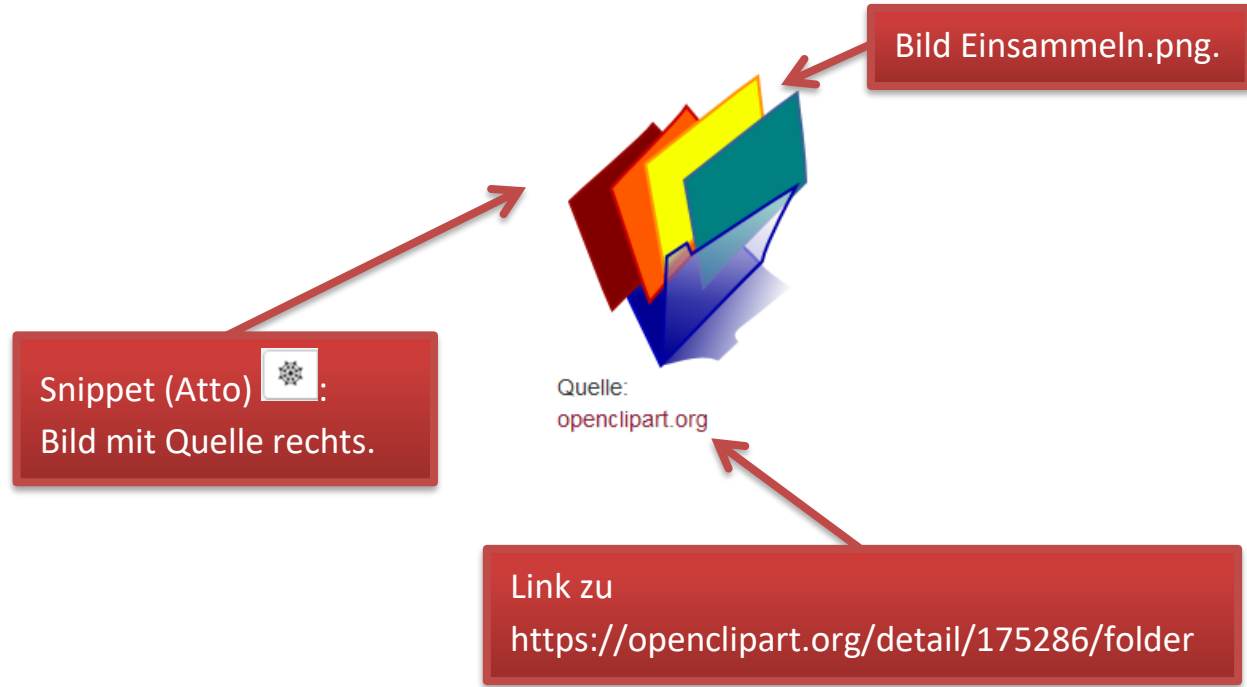 Bild Einsammeln.png.
Snippet (Atto) :
Bild mit Quelle rechts.
Quelle:
openclipart.org
Link zu
https://openclipart.org/detail/175286/folder